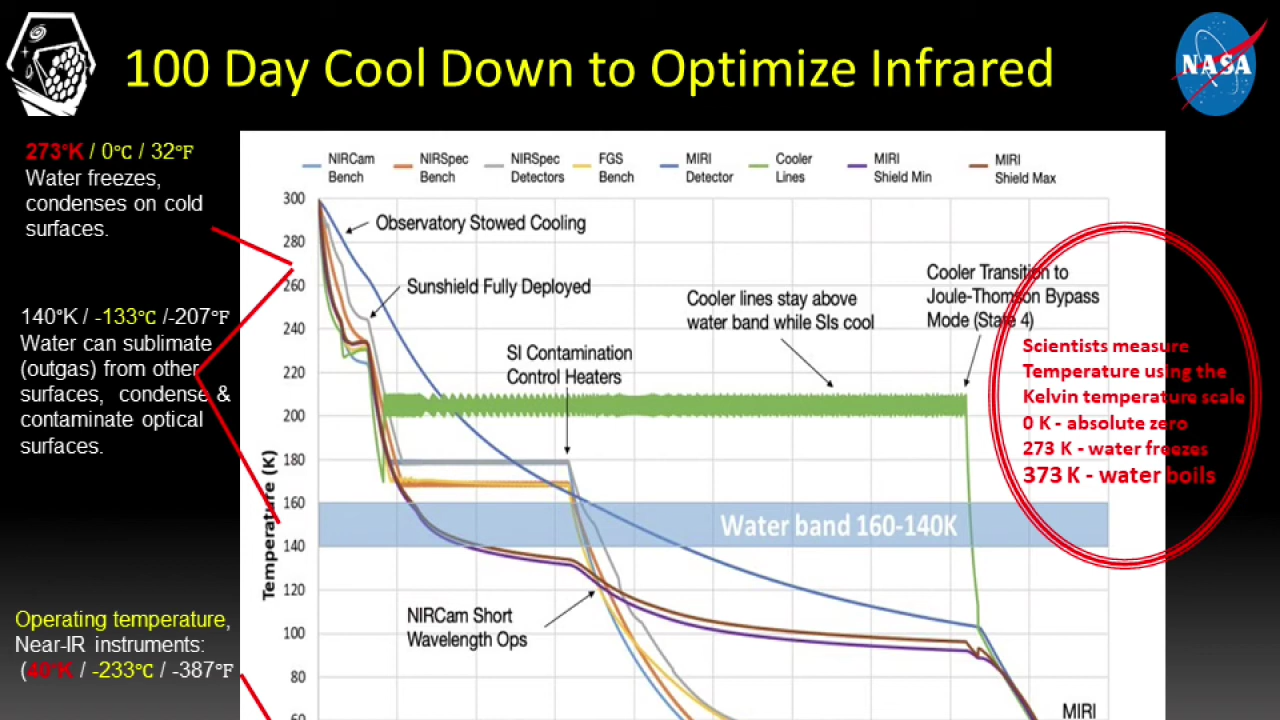 100 Day Cool Down to Optimize Infrared
NASA
273°K / 0°C / 32°F
Water freezes,
condenses on cold
surfaces.
140°K / -133°C /-207°F
Water can sublimate
(outgas) from other
surfaces, condense &
contaminate optical
surfaces.
Operating temperature,
Near-IR instruments:
(40°K / -233°C / -387°F
NIRCam
Bench
NIRSpec
Bench
NIRSpec
Detectors
FGS
Bench
MIRI
Detector
Cooler
Lines
MIRI
Shield Min
MIRI
Shield Max
Temperature (K)
300
280
260
240
220
200
180
160
140
120
100
80
60
Observatory Stowed Cooling
Sunshield Fully Deployed
SI Contamination
Control Heaters
Cooler lines stay above
water band while SIs cool
Cooler Transition to
Joule-Thomson Bypass
Mode (State 4)
Water band 160-140K
NIRCam Short
Wavelength Ops
MIRI
Scientists measure
Temperature using the
Kelvin temperature scale
0 K - absolute zero
273 K - water freezes
373 K - water boils